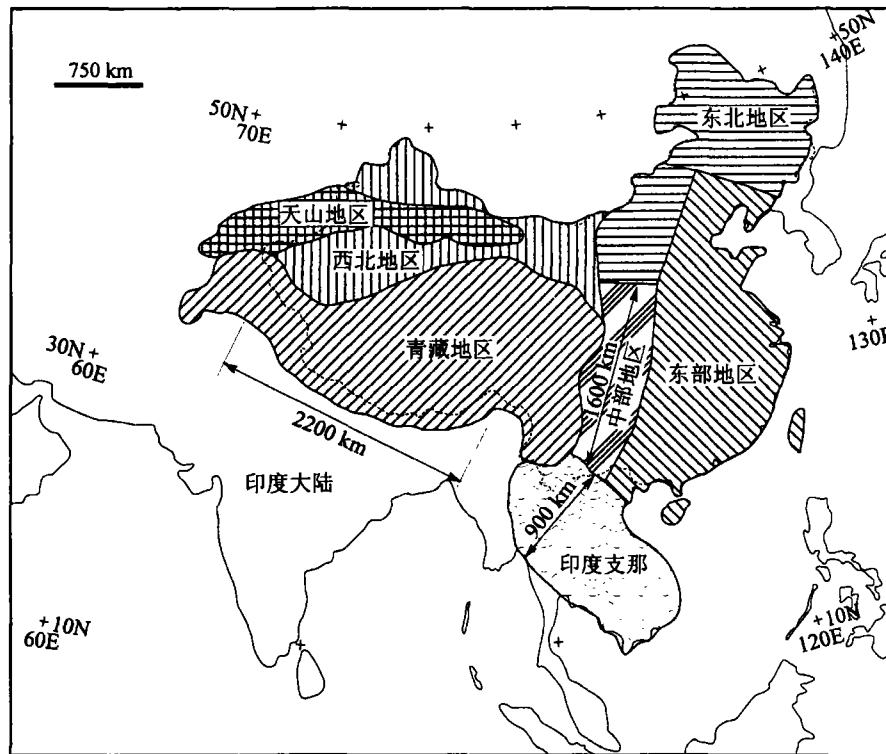 +50N
140E
750 km
50N +
70E
东北地区
天山地区
西北地区
青藏地区
30N +
60E
2200 km
1600 km
中部地区
东部地区
+
130E
印度大陆
900 km
印度支那
+10N
60E
+10N
120E